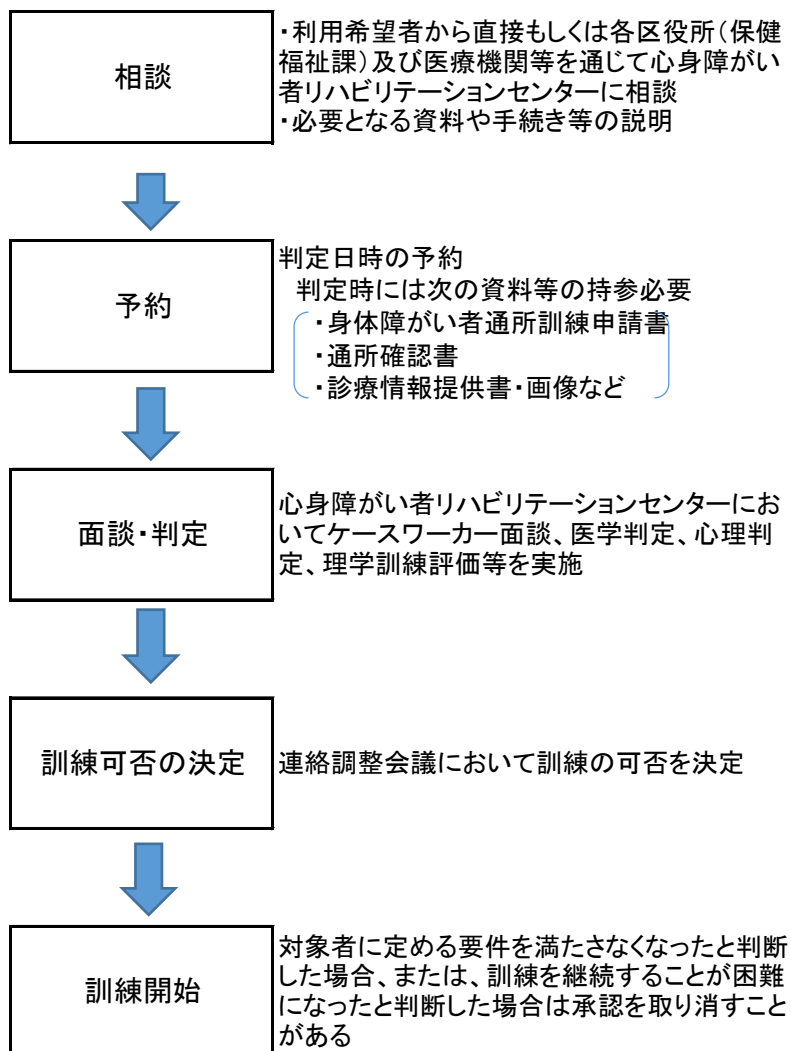 相談
・利用希望者から直接もしくは各区役所（保健
福祉課）及び医療機関等を通じて心身障がい
者リハビリテーションセンターに相談
・必要となる資料や手続き等の説明
予約
判定日時の予約
判定時には次の資料等の持参必要
・身体障がい者通所訓練申請書
・通所確認書
・診療情報提供書・画像など
面談・判定
心身障がい者リハビリテーションセンターにお
いてケースワーカー面談、医学判定、心理判
定、理学訓練評価等を実施
訓練可否の決定
連絡調整会議において訓練の可否を決定
訓練開始
対象者に定める要件を満たさなくなったと判断
した場合、または、訓練を継続することが困難
になったと判断した場合は承認を取り消すこと
がある